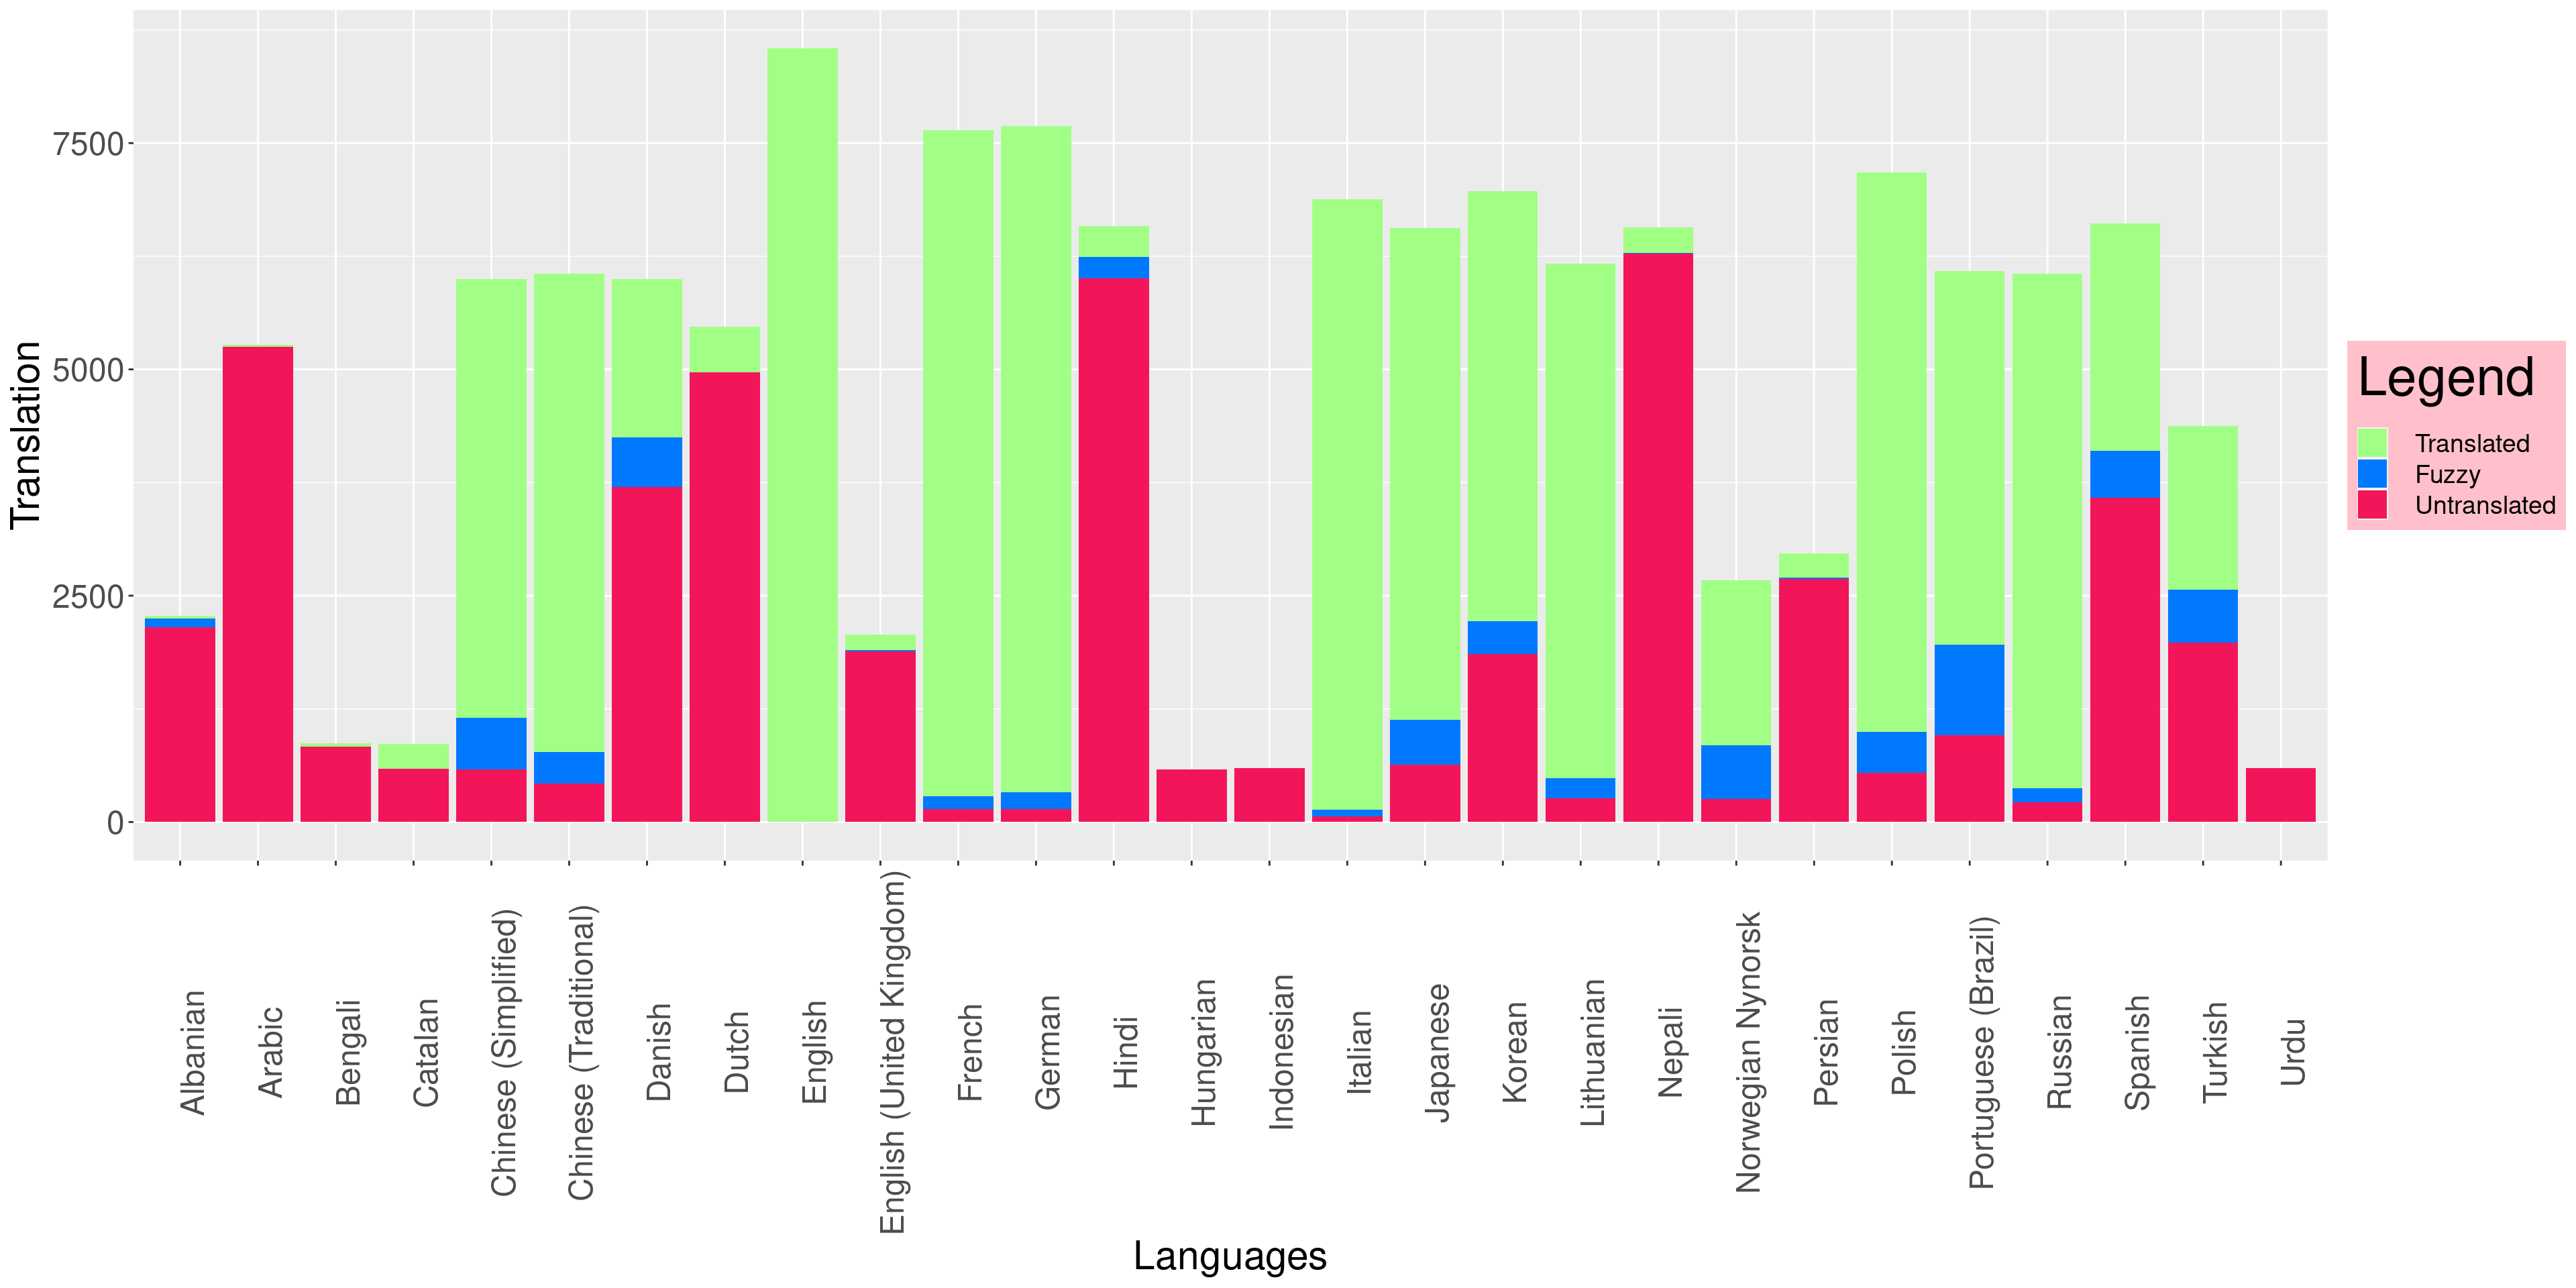 Translation
7500
5000
2500
0
Albanian
Arabic
Bengali
Catalan
Chinese (Simplified)
Chinese (Traditional)
Danish
Dutch
English
English (United Kingdom)
French
German
Hindi
Hungarian
Indonesian
Italian
Japanese
Korean
Lithuanian
Nepali
Norwegian Nynorsk
Persian
Polish
Portuguese (Brazil)
Russian
Spanish
Turkish
Urdu
Languages
Legend
Translated
Fuzzy
Untranslated